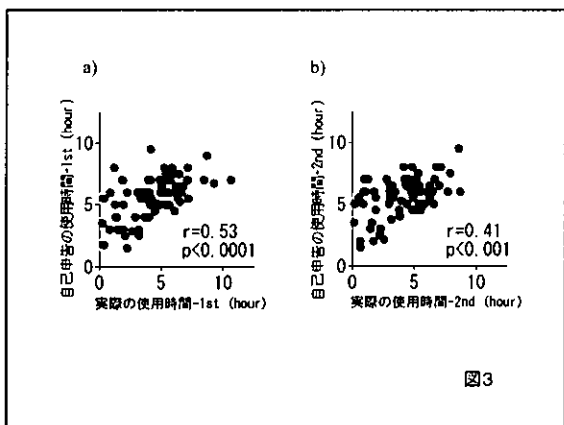 a)
b)
自己申告の使用時間-1st (hour)
10
5
0
r=0.53
p<0.0001
0
5
10
実際の使用時間-1st (hour)
自己申告の使用時間-2nd (hour)
10
5
0
r=0.41
p<0.001
0
5
10
実際の使用時間-2nd (hour)
図3